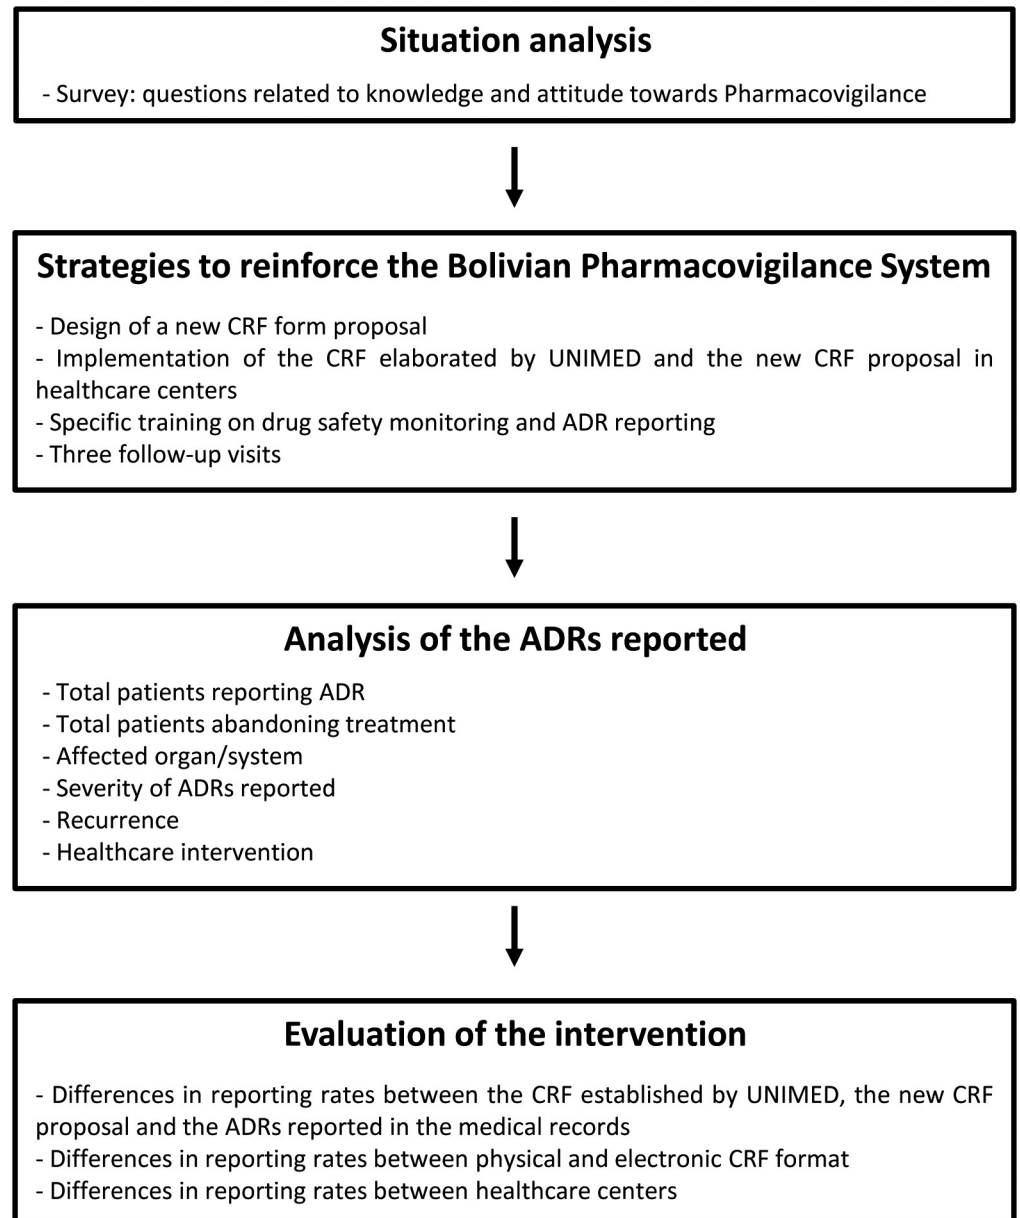 Situation analysis
- Survey: questions related to knowledge and attitude towards Pharmacovigilance
Strategies to reinforce the Bolivian Pharmacovigilance System
- Design of a new CRF form proposal
- Implementation of the CRF elaborated by UNIMED and the new CRF proposal in
healthcare centers
- Specific training on drug safety monitoring and ADR reporting
- Three follow-up visits
Analysis of the ADRs reported
- Total patients reporting ADR
- Total patients abandoning treatment
- Affected organ/system
- Severity of ADRs reported
- Recurrence
- Healthcare intervention
Evaluation of the intervention
- Differences in reporting rates between the CRF established by UNIMED, the new CRF
proposal and the ADRs reported in the medical records
- Differences in reporting rates between physical and electronic CRF format
- Differences in reporting rates between healthcare centers